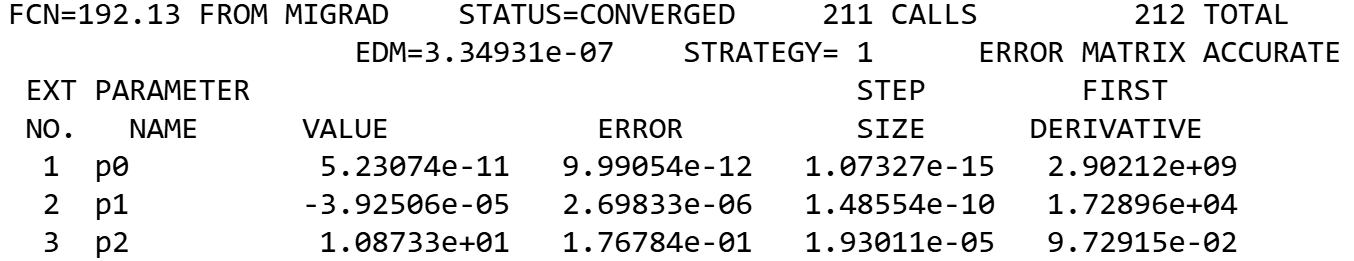 FCN=192.13 FROM MIGRAD    STATUS=CONVERGED     211 CALLS         212 TOTAL
                    EDM=3.34931e-07    STRATEGY= 1      ERROR MATRIX ACCURATE
 EXT PARAMETER                                   STEP         FIRST
 NO.   NAME      VALUE            ERROR          SIZE      DERIVATIVE
  1  p0           5.23074e-11   9.99054e-12   1.07327e-15   2.90212e+09
  2  p1          -3.92506e-05   2.69833e-06   1.48554e-10   1.72896e+04
  3  p2           1.08733e+01   1.76784e-01   1.93011e-05   9.72915e-02